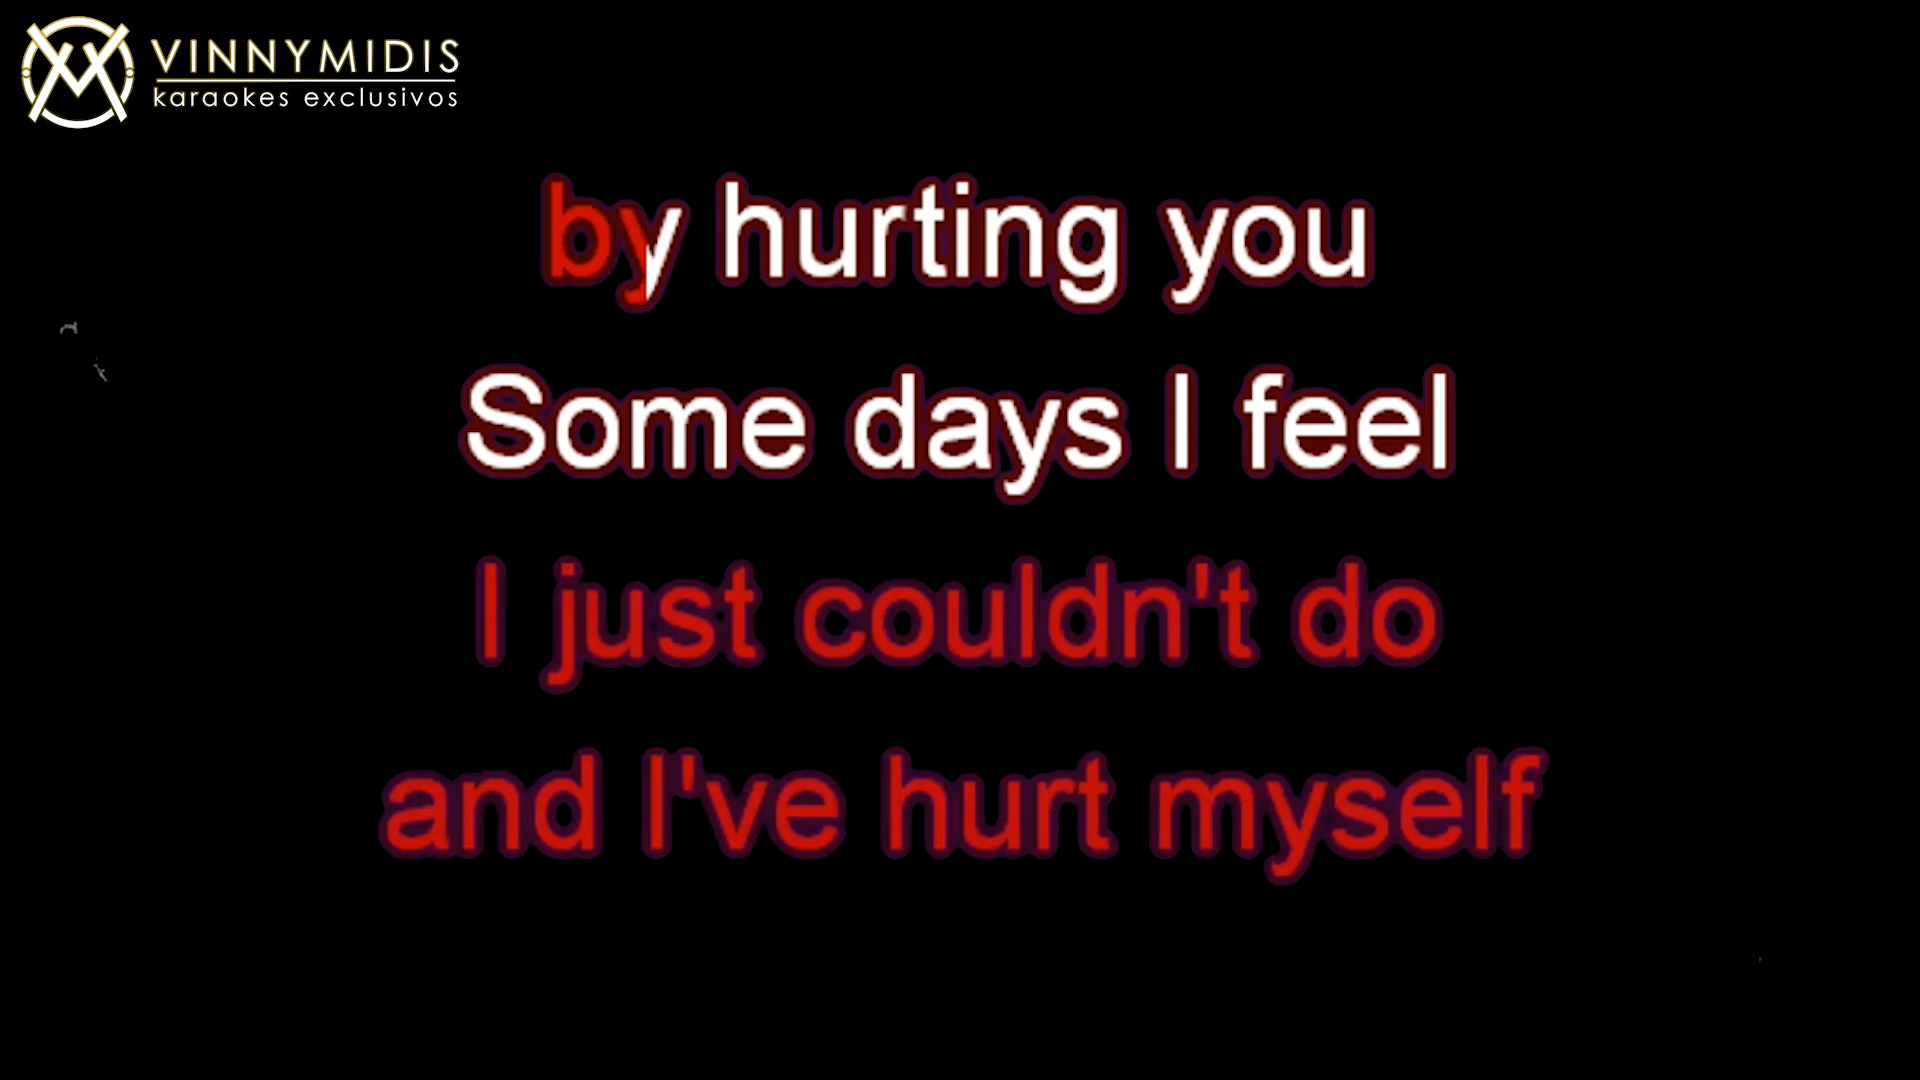 VINNYMIDIS
karaokes exclusivos
by hurting you
Some days I feel
I just couldn't do
and I've hurt myself